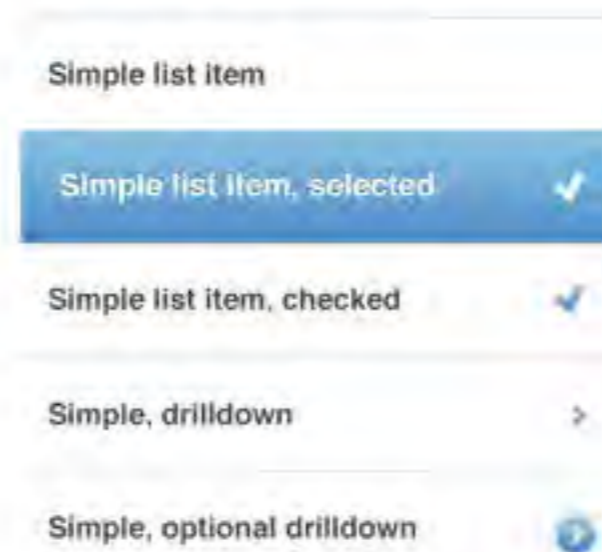 Simple list item
Simple list item, selected
Simple list item, checked
Simple, drilldown
Simple, optional drilldown